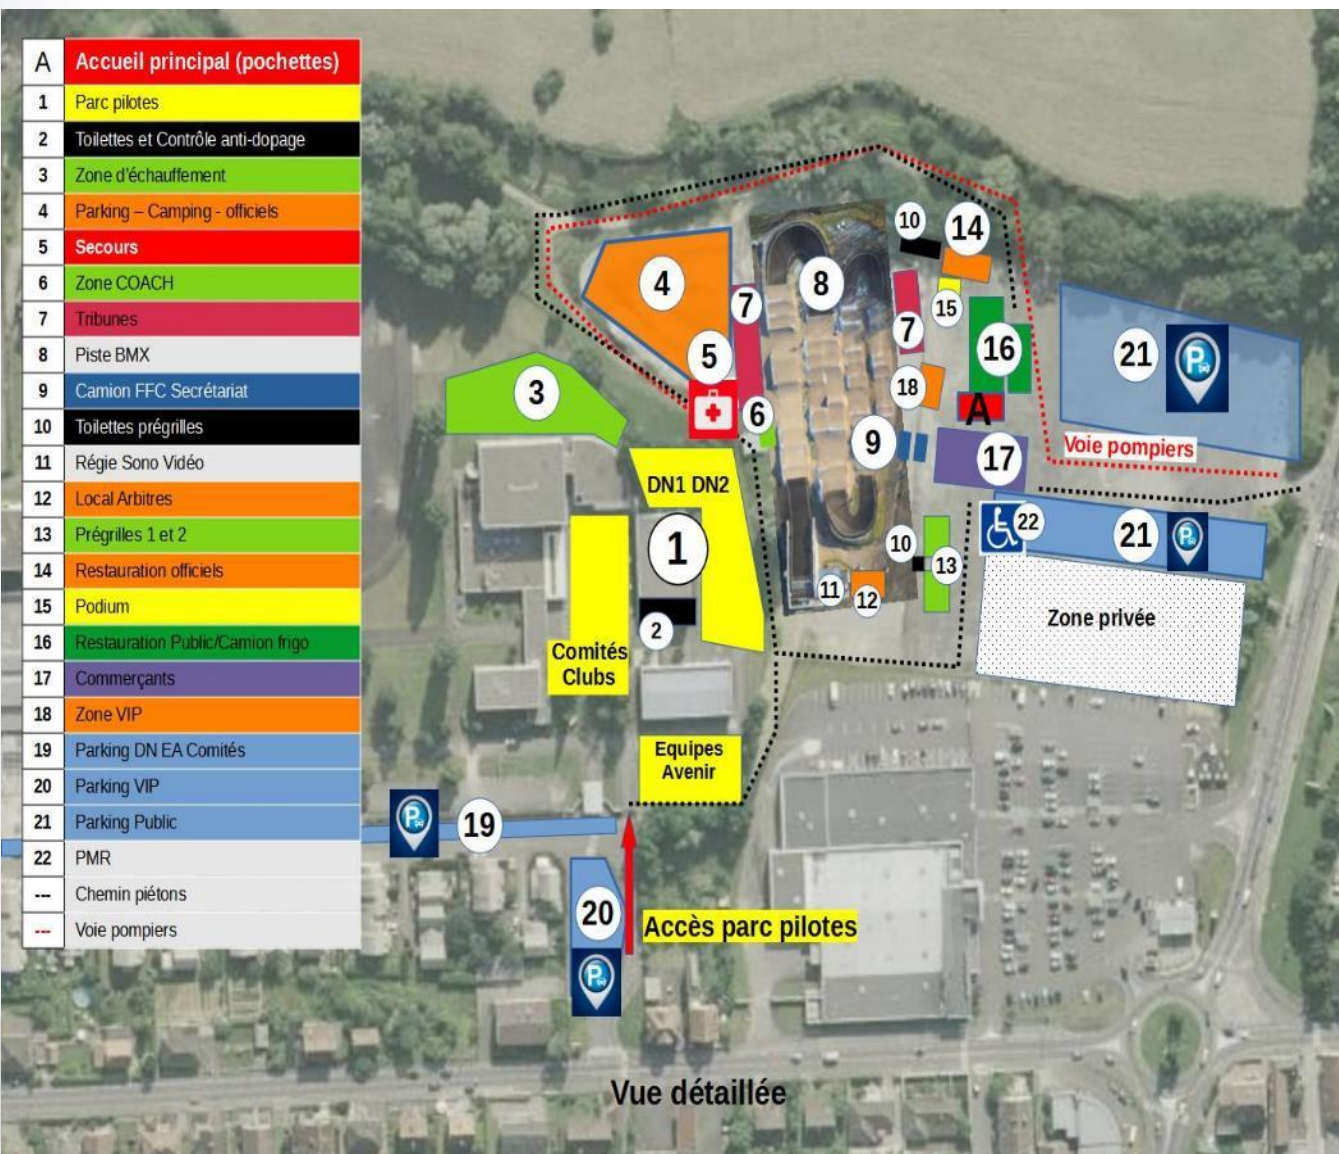 A Accueil principal (pochettes)
1 Parc pilotes
2 Toilettes et Contrôle anti-dopage
3 Zone d'échauffement
4 Parking – Camping - officiels
5 Secours
6 Zone COACH
7 Tribunes
8 Piste BMX
9 Camion FFC Secrétariat
10 Toilettes prégrilles
11 Régie Sono Vidéo
12 Local Arbitres
13 Prégrilles 1 et 2
14 Restauration officiels
15 Podium
16 Restauration Public/Camion frigo
17 Commerçants
18 Zone VIP
19 Parking DN EA Comités
20 Parking VIP
21 Parking Public
22 PMR
--- Chemin piétons
--- Voie pompiers
10
14
4
7
8
15
7
16
21
P
5
3
18
6
A
9
17
Voie pompiers
DN1 DN2
1
22
21
P
10
13
11
12
2
Zone privée
Comités
Clubs
Equipes
Avenir
P
19
20
P
Accès parc pilotes
Vue détaillée